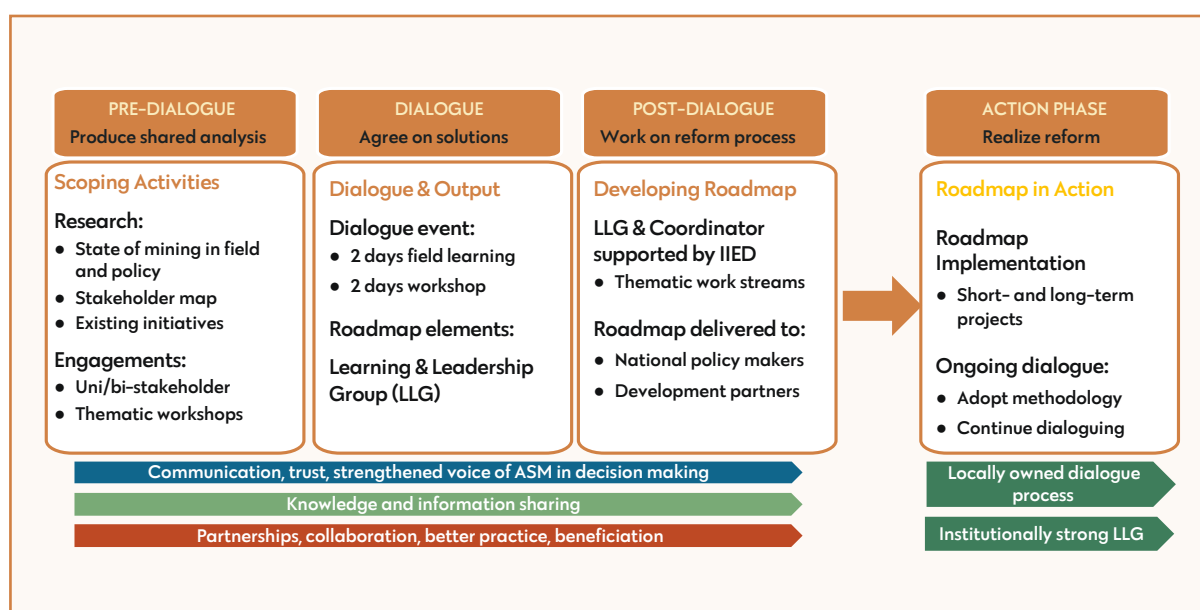 PRE-DIALOGUE
Produce shared analysis
Scoping Activities
Research:
● State of mining in field
and policy
● Stakeholder map
● Existing initiatives
Engagements:
● Uni/bi-stakeholder
● Thematic workshops
DIALOGUE
Agree on solutions
Dialogue & Output
Dialogue event:
● 2 days field learning
● 2 days workshop
Roadmap elements:
Learning & Leadership
Group (LLG)
POST-DIALOGUE
Work on reform process
Developing Roadmap
LLG & Coordinator
supported by IIED
● Thematic work streams
Roadmap delivered to:
● National policy makers
● Development partners
ACTION PHASE
Realize reform
Roadmap in Action
Roadmap
Implementation
● Short- and long-term
projects
Ongoing dialogue:
● Adopt methodology
● Continue dialoguing
Communication, trust, strengthened voice of ASM in decision making
Knowledge and information sharing
Partnerships, collaboration, better practice, beneficiation
Locally owned dialogue
process
Institutionally strong LLG